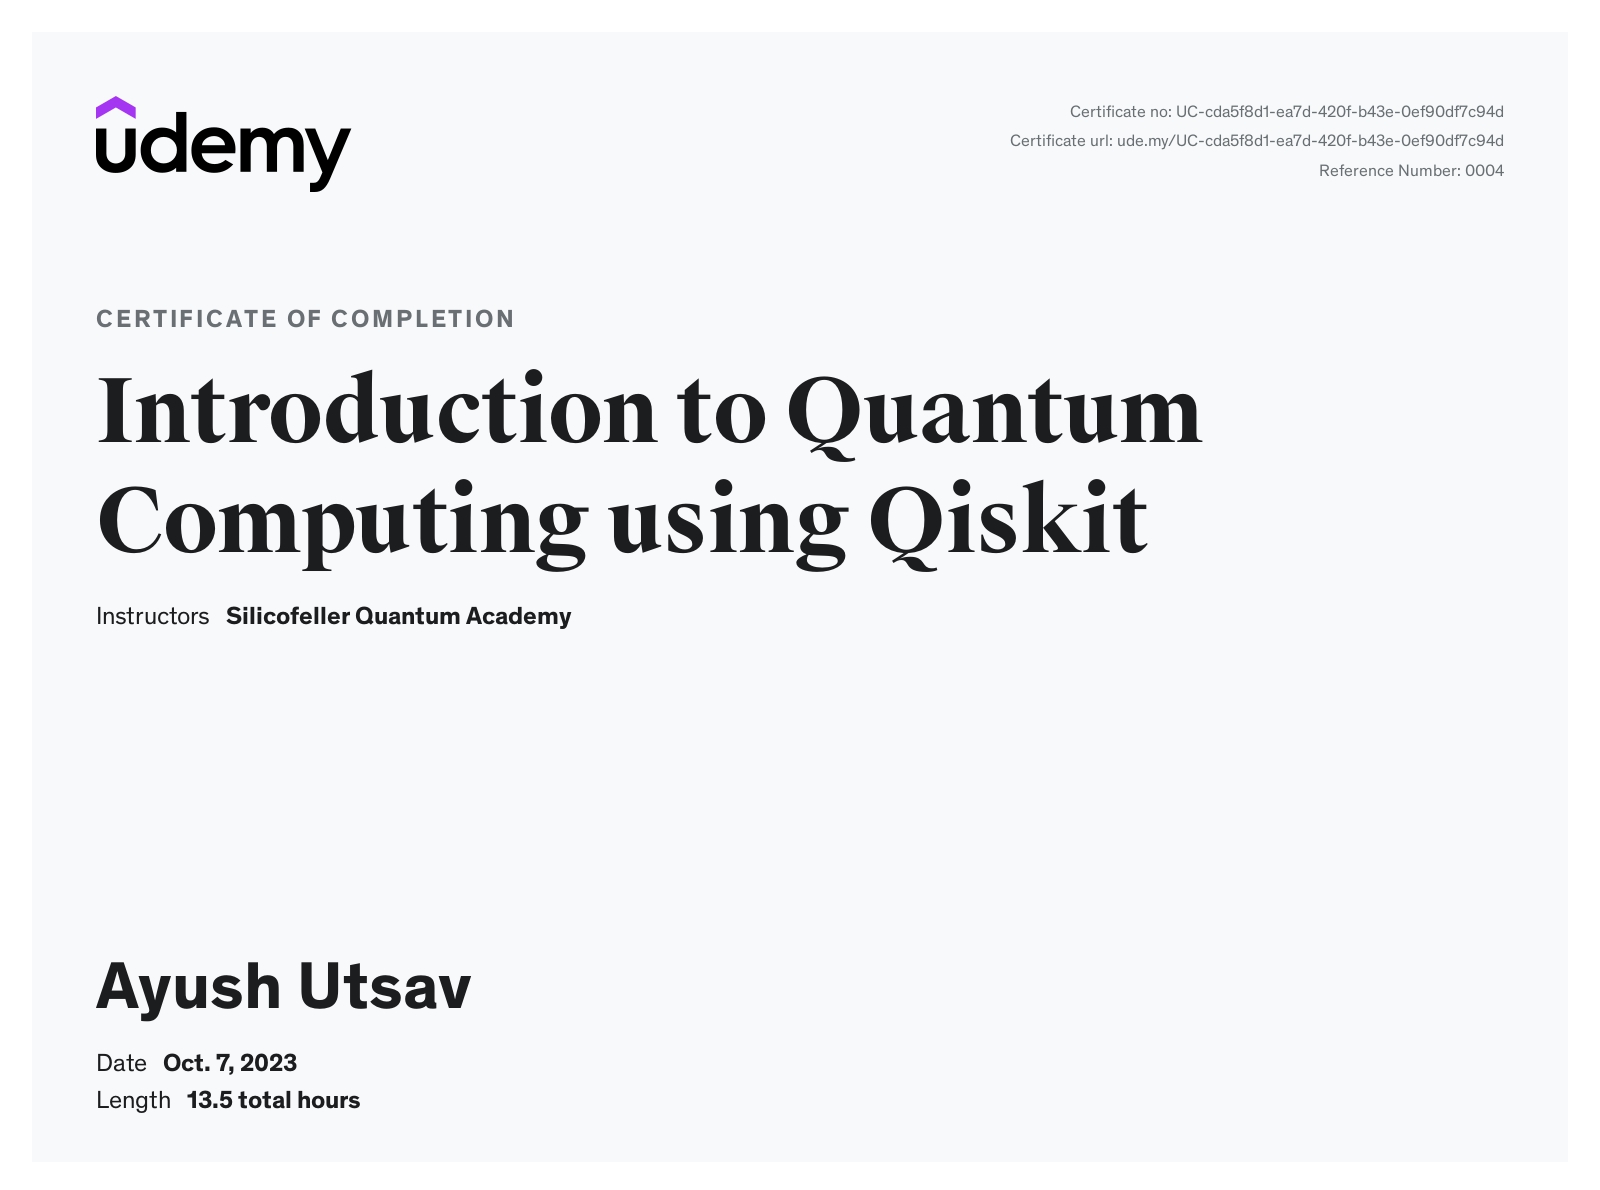 udemy
Certificate no: UC-cda5f8d1-ea7d-420f-b43e-0ef90df7c94d
Certificate url: ude.my/UC-cda5f8d1-ea7d-420f-b43e-0ef90df7c94d
Reference Number: 0004
CERTIFICATE OF COMPLETION
Introduction to Quantum
Computing using Qiskit
Instructors Silicofeller Quantum Academy
Ayush Utsav
Date Oct. 7, 2023
Length 13.5 total hours